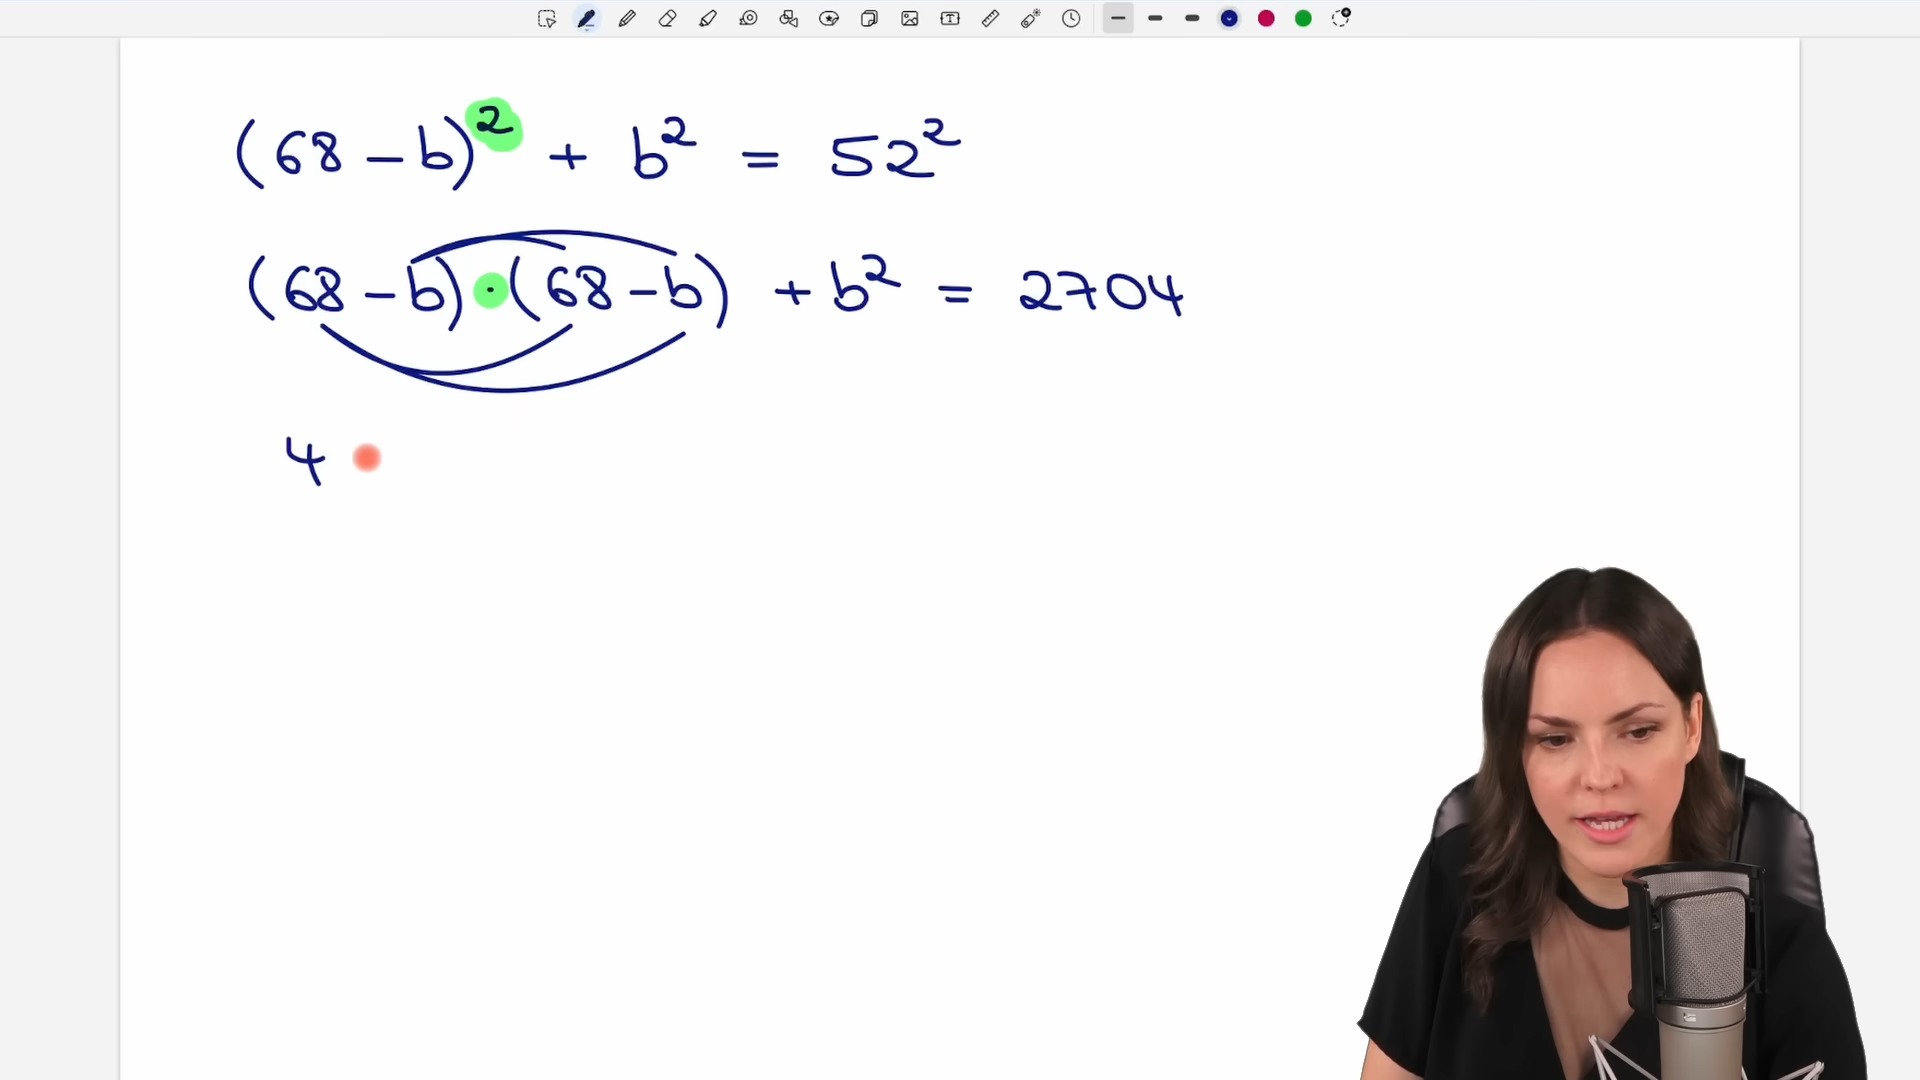 (68 - b)² + b² = 52²
(68 - b) · (68 - b) + b² = 2704
4